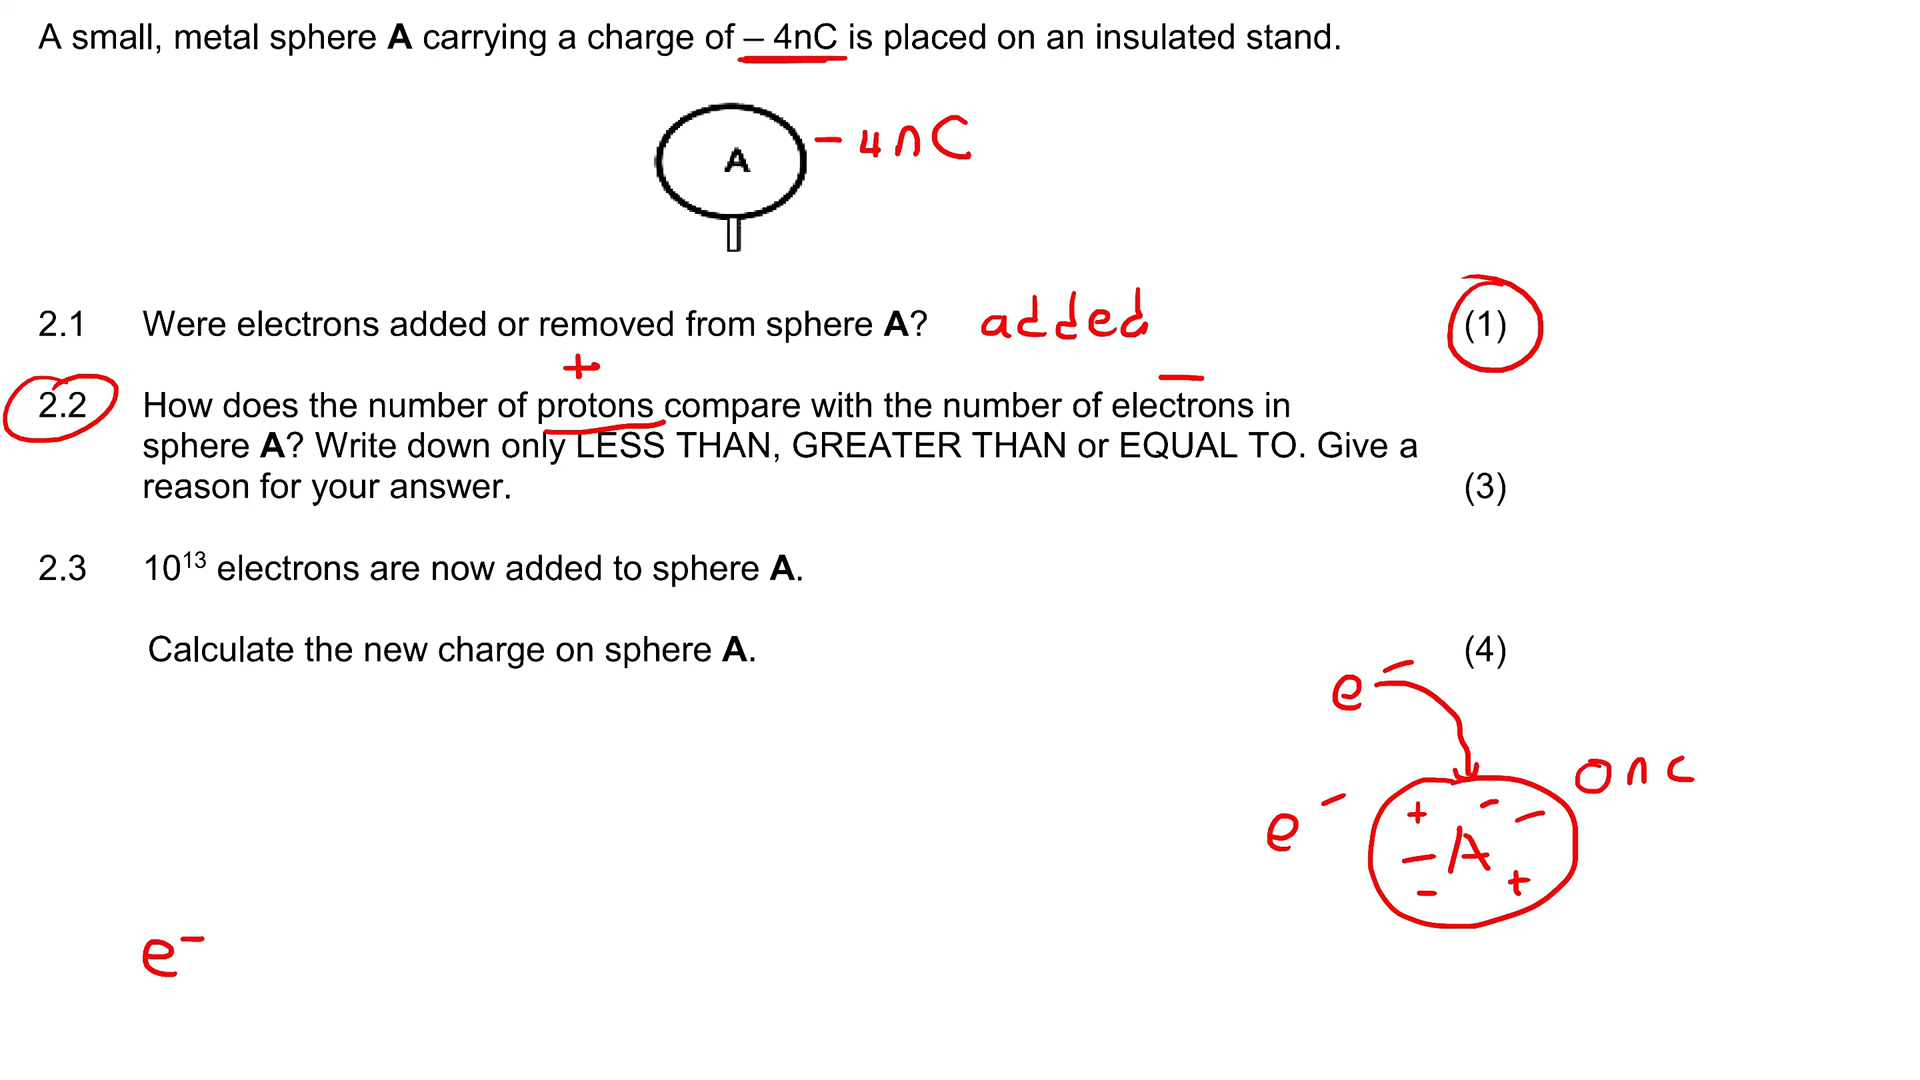 A small, metal sphere A carrying a charge of – 4nC is placed on an insulated stand.
A
- 4nC
2.1 Were electrons added or removed from sphere A? added (1)
+ −
2.2 How does the number of protons compare with the number of electrons in
sphere A? Write down only LESS THAN, GREATER THAN or EQUAL TO. Give a
reason for your answer. (3)
2.3 10¹³ electrons are now added to sphere A.
Calculate the new charge on sphere A. (4)
e⁻
0nc
e⁻
+ - -
- A
- +
e⁻